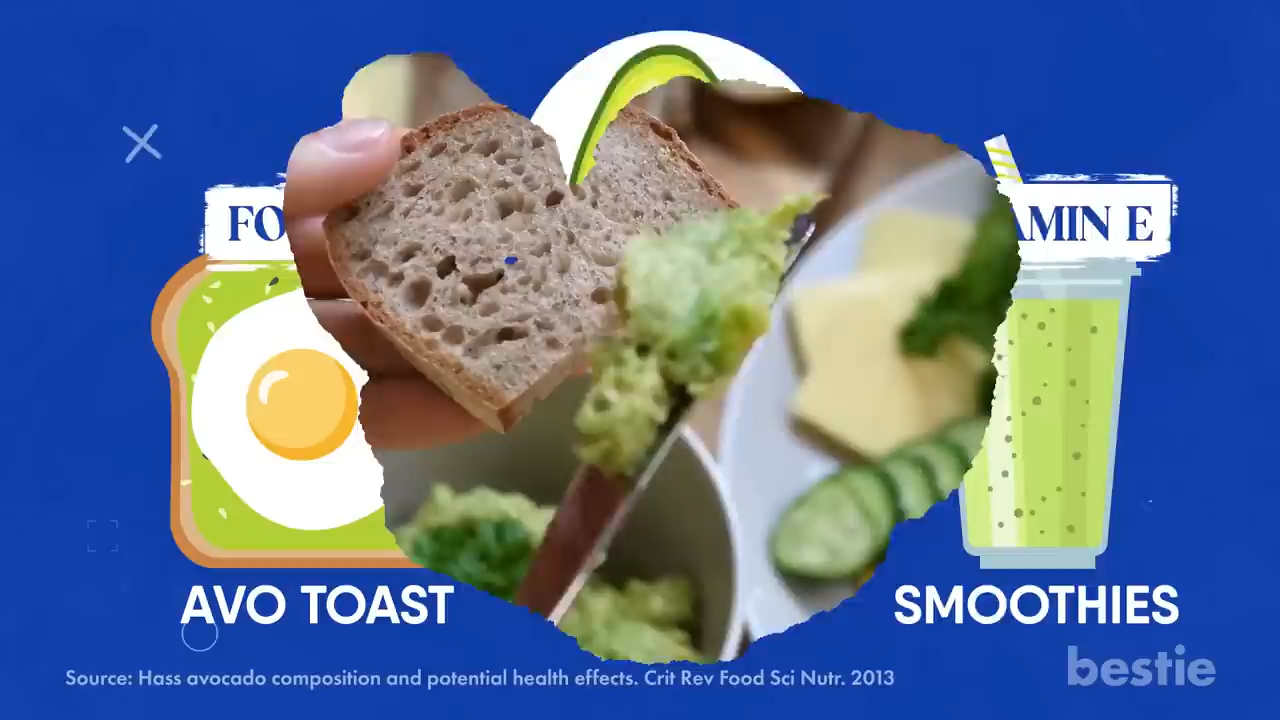 FO
AMIN E
AVO TOAST
SMOOTHIES
Source: Hass avocado composition and potential health effects. Crit Rev Food Sci Nutr. 2013
bestie